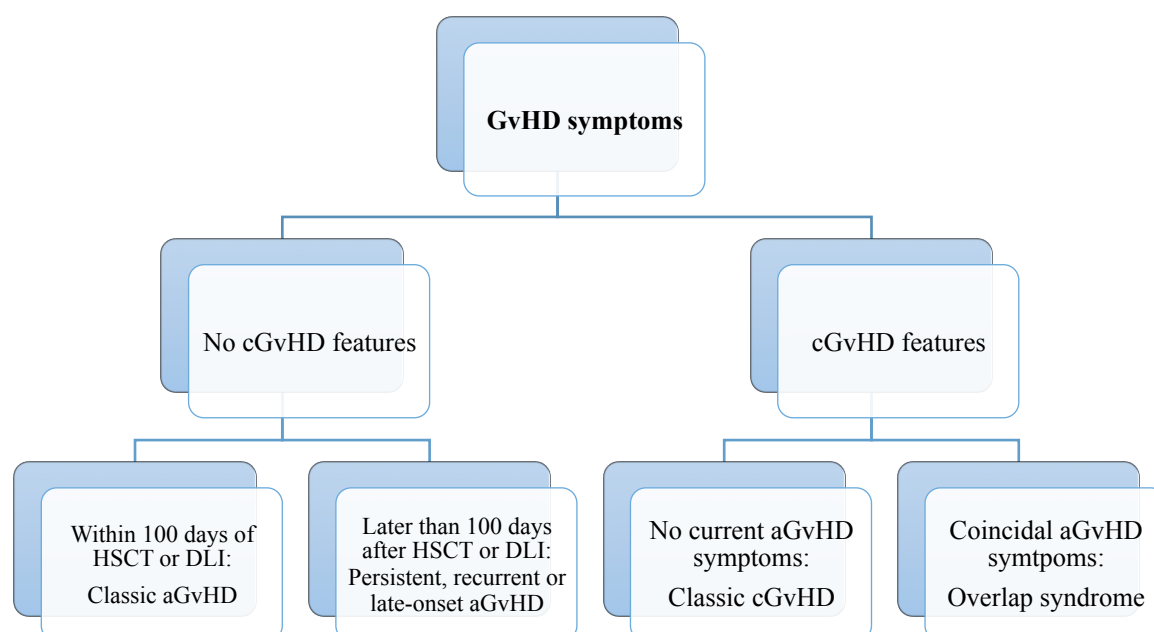 GvHD symptoms
No cGvHD features
cGvHD features
Within 100 days of
HSCT or DLI:
Classic aGvHD
Later than 100 days
after HSCT or DLI:
Persistent, recurrent or
late-onset aGvHD
No current aGvHD
symptoms:
Classic cGvHD
Coincidal aGvHD
symtpoms:
Overlap syndrome